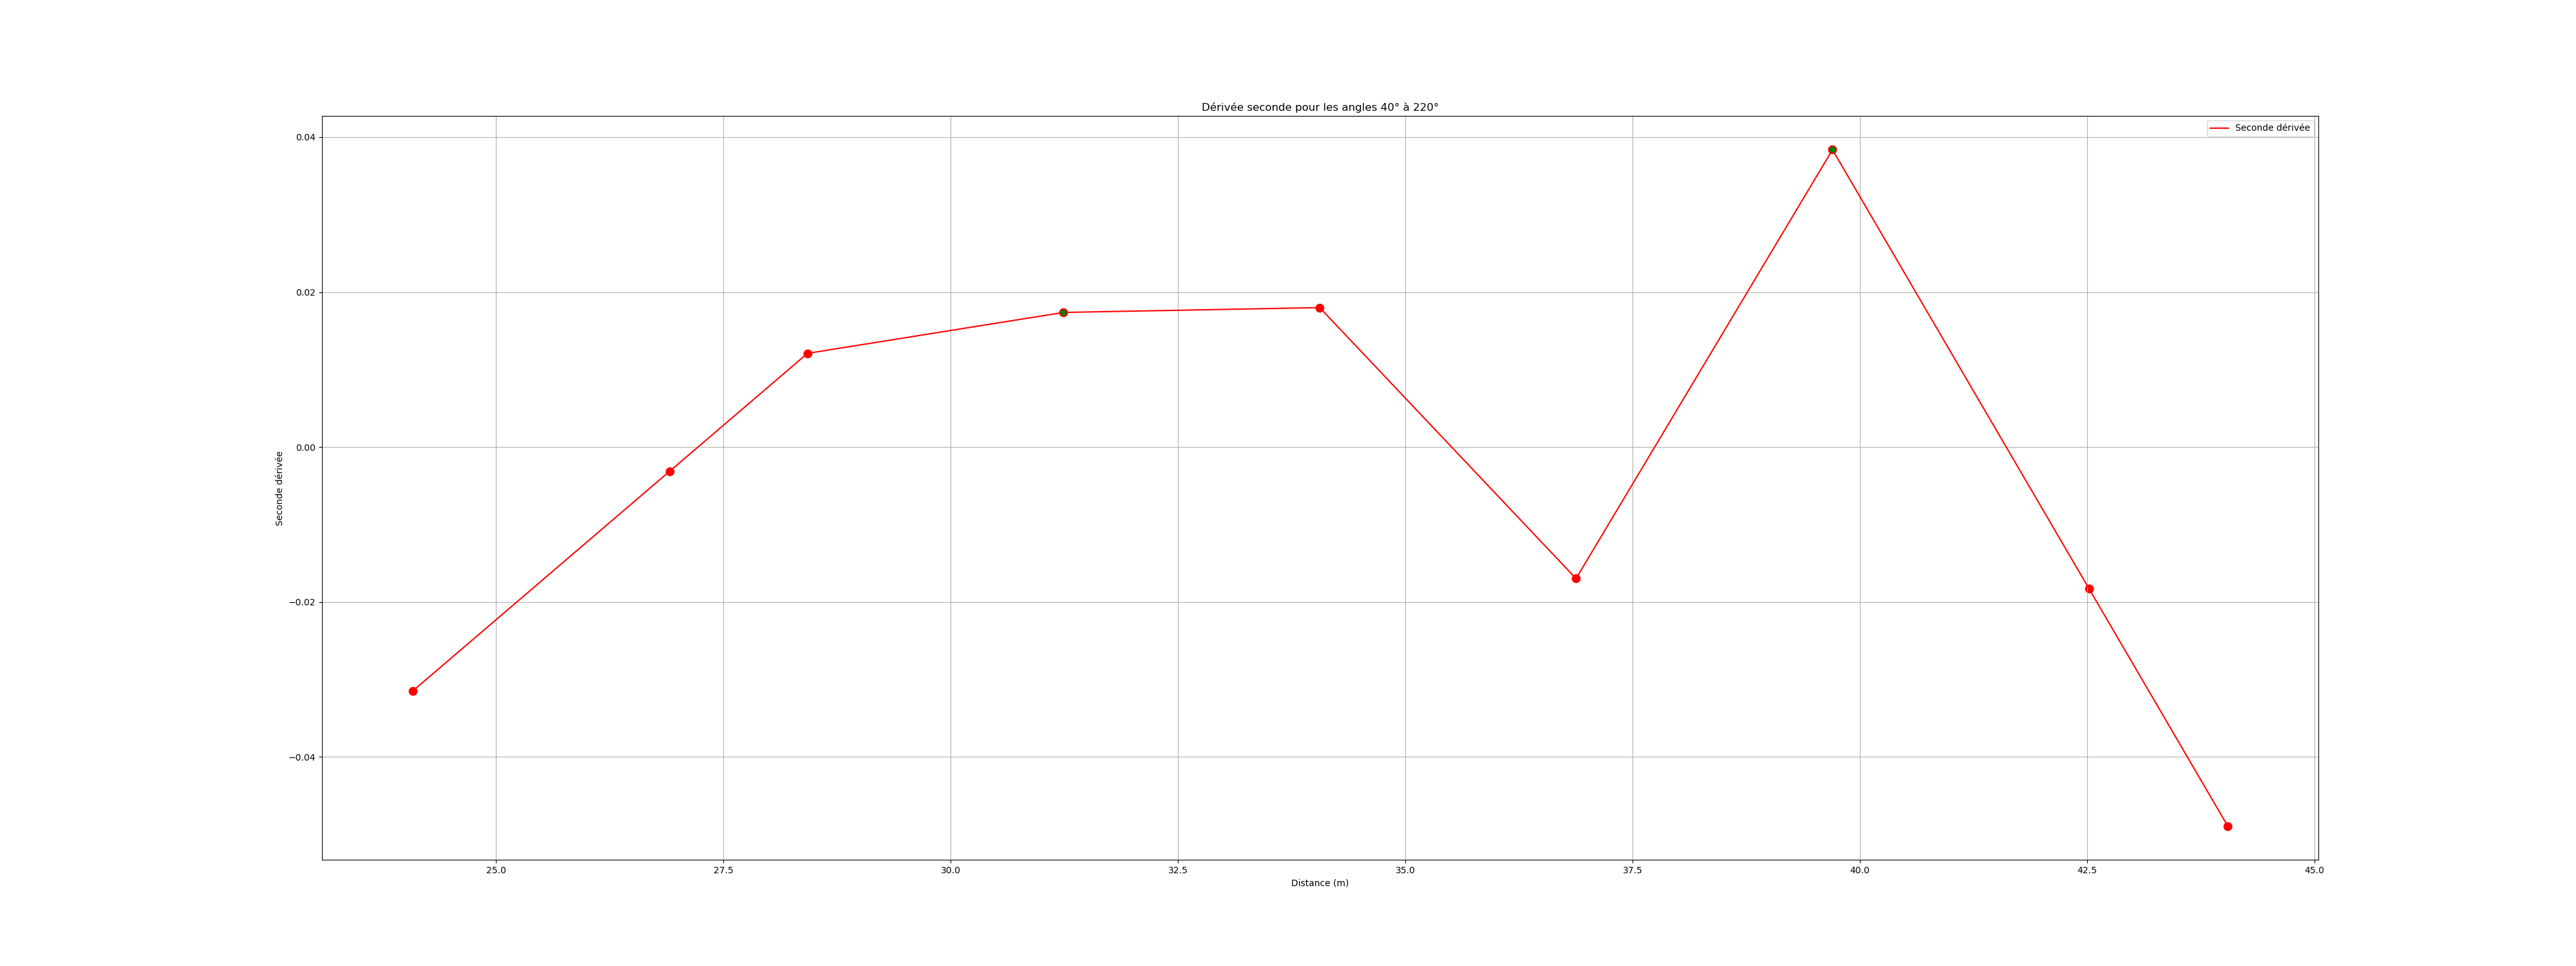 Dérivée seconde pour les angles 40° à 220°
Seconde dérivée
0.04
0.02
0.00
−0.02
−0.04
Seconde dérivée
25.0 27.5 30.0 32.5 35.0 37.5 40.0 42.5 45.0
Distance (m)